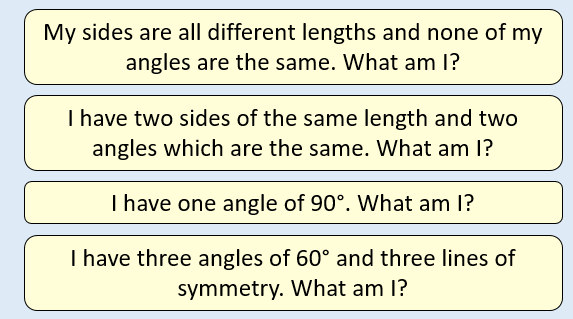 My sides are all different lengths and none of my
angles are the same. What am I?
I have two sides of the same length and two
angles which are the same. What am I?
I have one angle of 90°. What am I?
I have three angles of 60° and three lines of
symmetry. What am I?